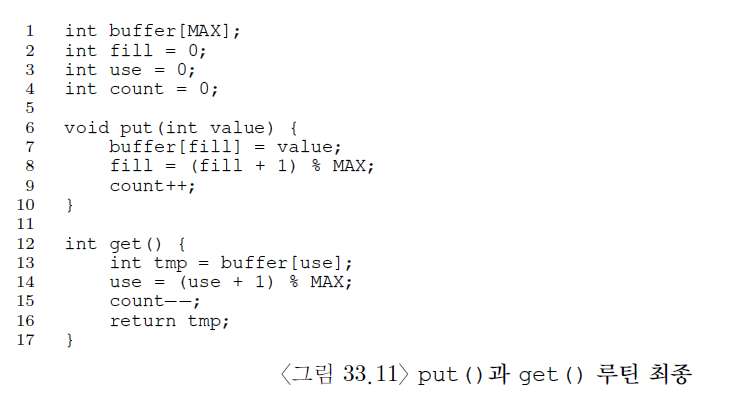 1 int buffer[MAX];
2 int fill = 0;
3 int use = 0;
4 int count = 0;
5
6 void put(int value) {
7     buffer[fill] = value;
8     fill = (fill + 1) % MAX;
9     count++;
10 }
11
12 int get() {
13     int tmp = buffer[use];
14     use = (use + 1) % MAX;
15     count--;
16     return tmp;
17 }
〈그림 33.11〉 put()과 get() 루틴 최종